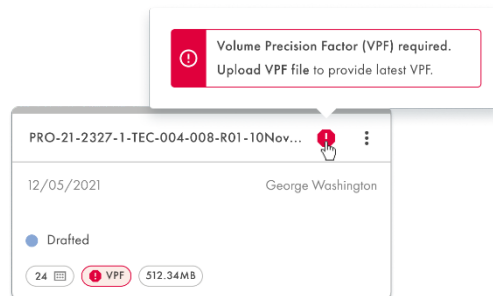 Volume Precision Factor (VPF) required.
Upload VPF file to provide latest VPF.
PRO-21-2327-1-TEC-004-008-R01-10Nov...
12/05/2021 George Washington
Drafted
24 VPF 512.34MB